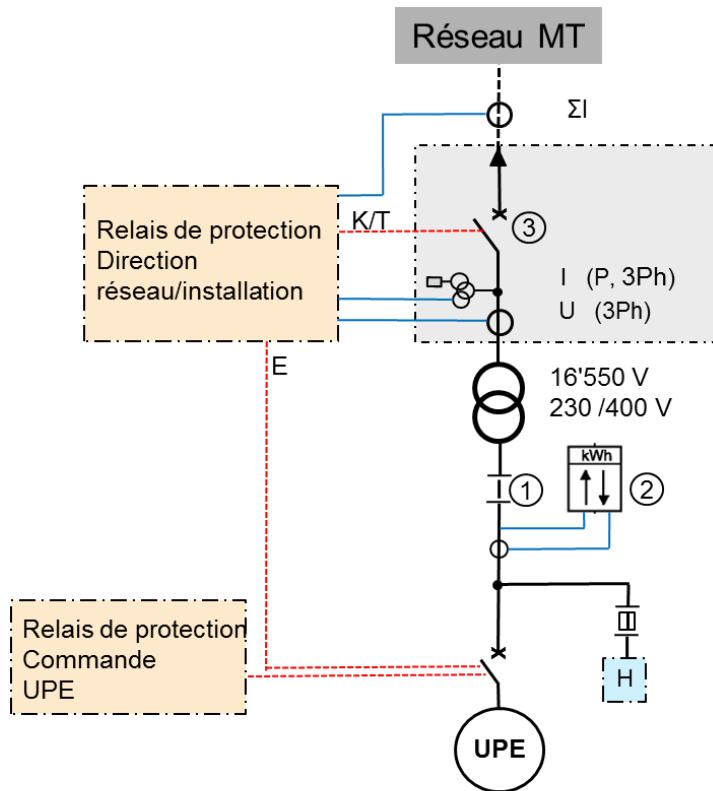 Réseau MT
ΣI
Relais de protection
Direction
réseau/installation
K/T
3
I (P, 3Ph)
U (3Ph)
E
16'550 V
230 /400 V
kWh
1
2
Relais de protection
Commande
UPE
H
UPE